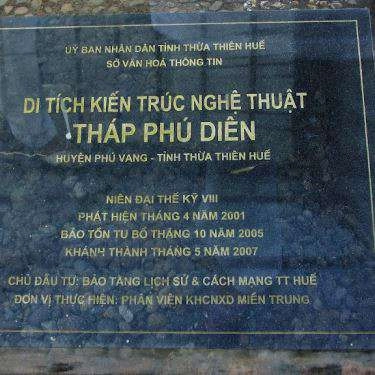 ỦY BAN NHÂN DÂN TỈNH THỪA THIÊN HUẾ
SỞ VĂN HOÁ THÔNG TIN
DI TÍCH KIẾN TRÚC NGHỆ THUẬT
THÁP PHÚ DIÊN
HUYỆN PHÚ VANG - TỈNH THỪA THIÊN HUẾ
NIÊN ĐẠI THẾ KỶ VIII
PHÁT HIỆN THÁNG 4 NĂM 2001
BẢO TỒN TU BỔ THÁNG 10 NĂM 2005
KHÁNH THÀNH THÁNG 5 NĂM 2007
CHỦ ĐẦU TƯ: BẢO TÀNG LỊCH SỬ & CÁCH MẠNG TT HUẾ
ĐƠN VỊ THỰC HIỆN: PHÂN VIỆN KHCNXD MIỀN TRUNG